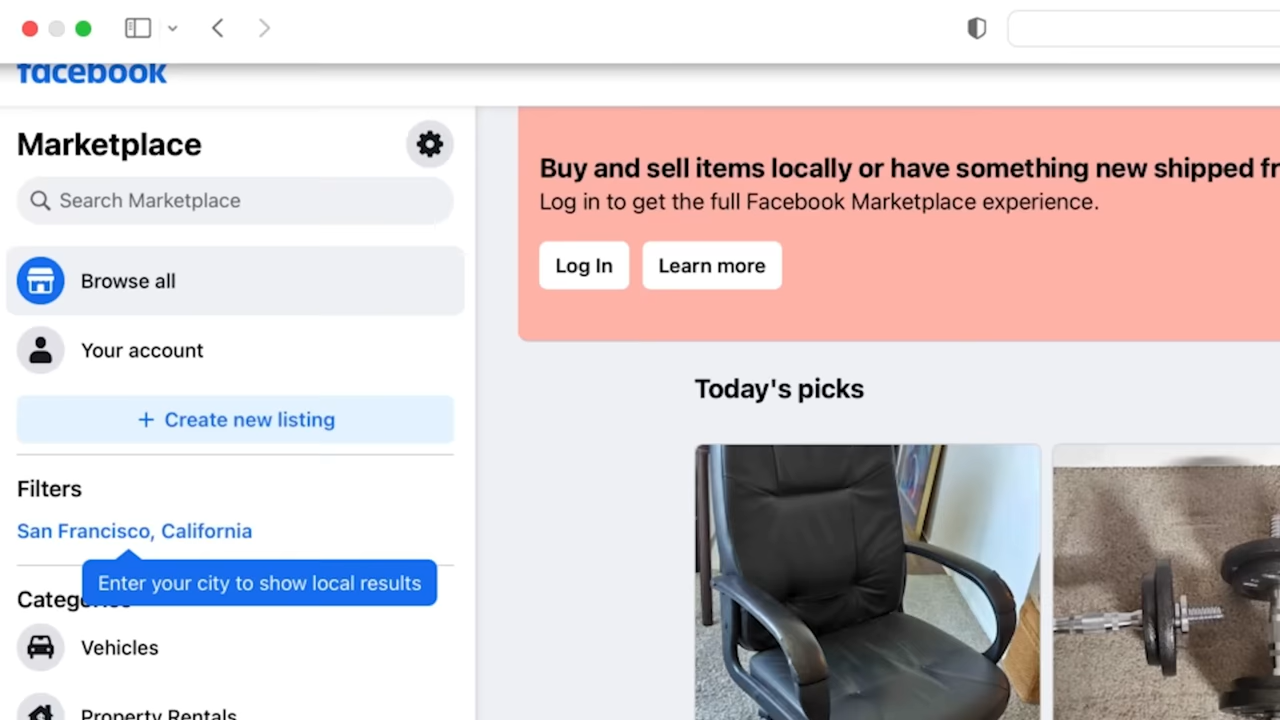 facebook
Marketplace
Search Marketplace
Browse all
Your account
+ Create new listing
Filters
San Francisco, California
Enter your city to show local results
Categories
Vehicles
Property Rentals
Buy and sell items locally or have something new shipped fr
Log in to get the full Facebook Marketplace experience.
Log In
Learn more
Today's picks